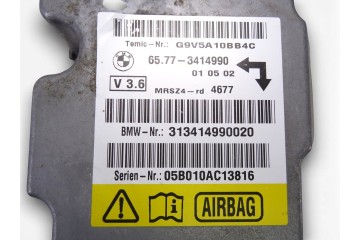 Temic-Nr.: G9V5A10BB4C
65.77-3414990
01 05 02
V 3.6
MRSZ4-rd 4677
BMW-Nr.: 313414990020
Serien-Nr.: 05B010AC13816
AIRBAG